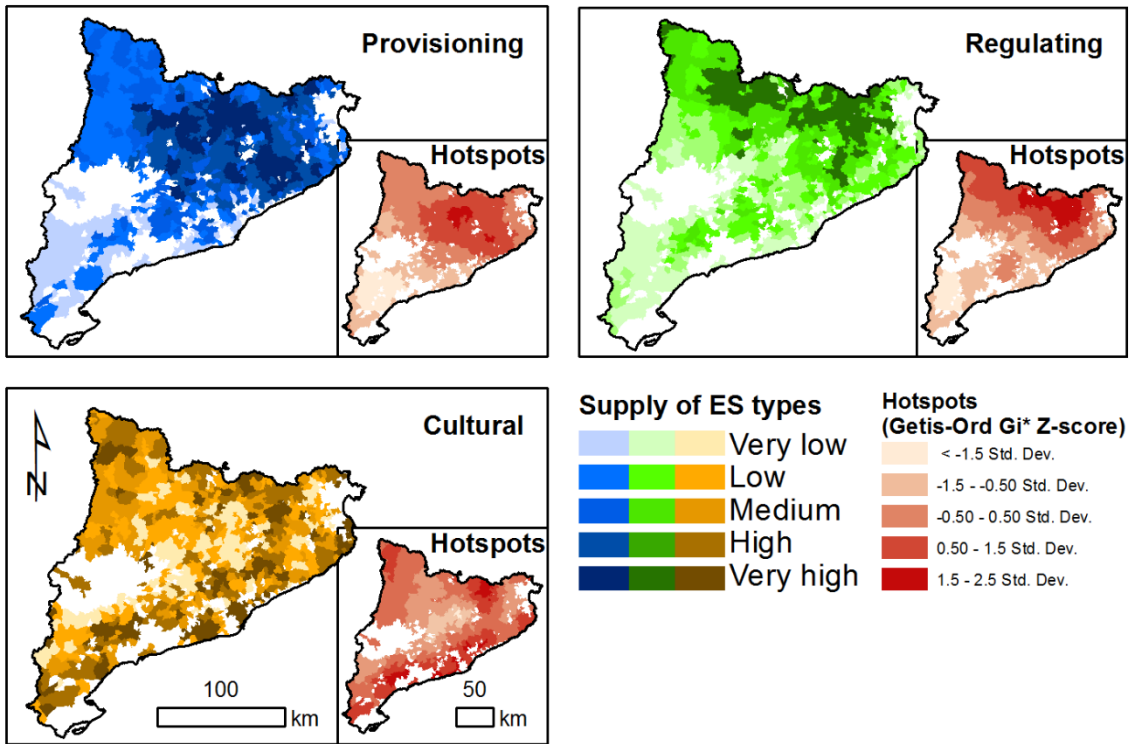 Provisioning
Hotspots
Regulating
Hotspots
Cultural
N
Hotspots
100
km
50
km
Supply of ES types
Very low
Low
Medium
High
Very high
Hotspots
(Getis-Ord Gi* Z-score)
< -1.5 Std. Dev.
-1.5 - -0.50 Std. Dev.
-0.50 - 0.50 Std. Dev.
0.50 - 1.5 Std. Dev.
1.5 - 2.5 Std. Dev.